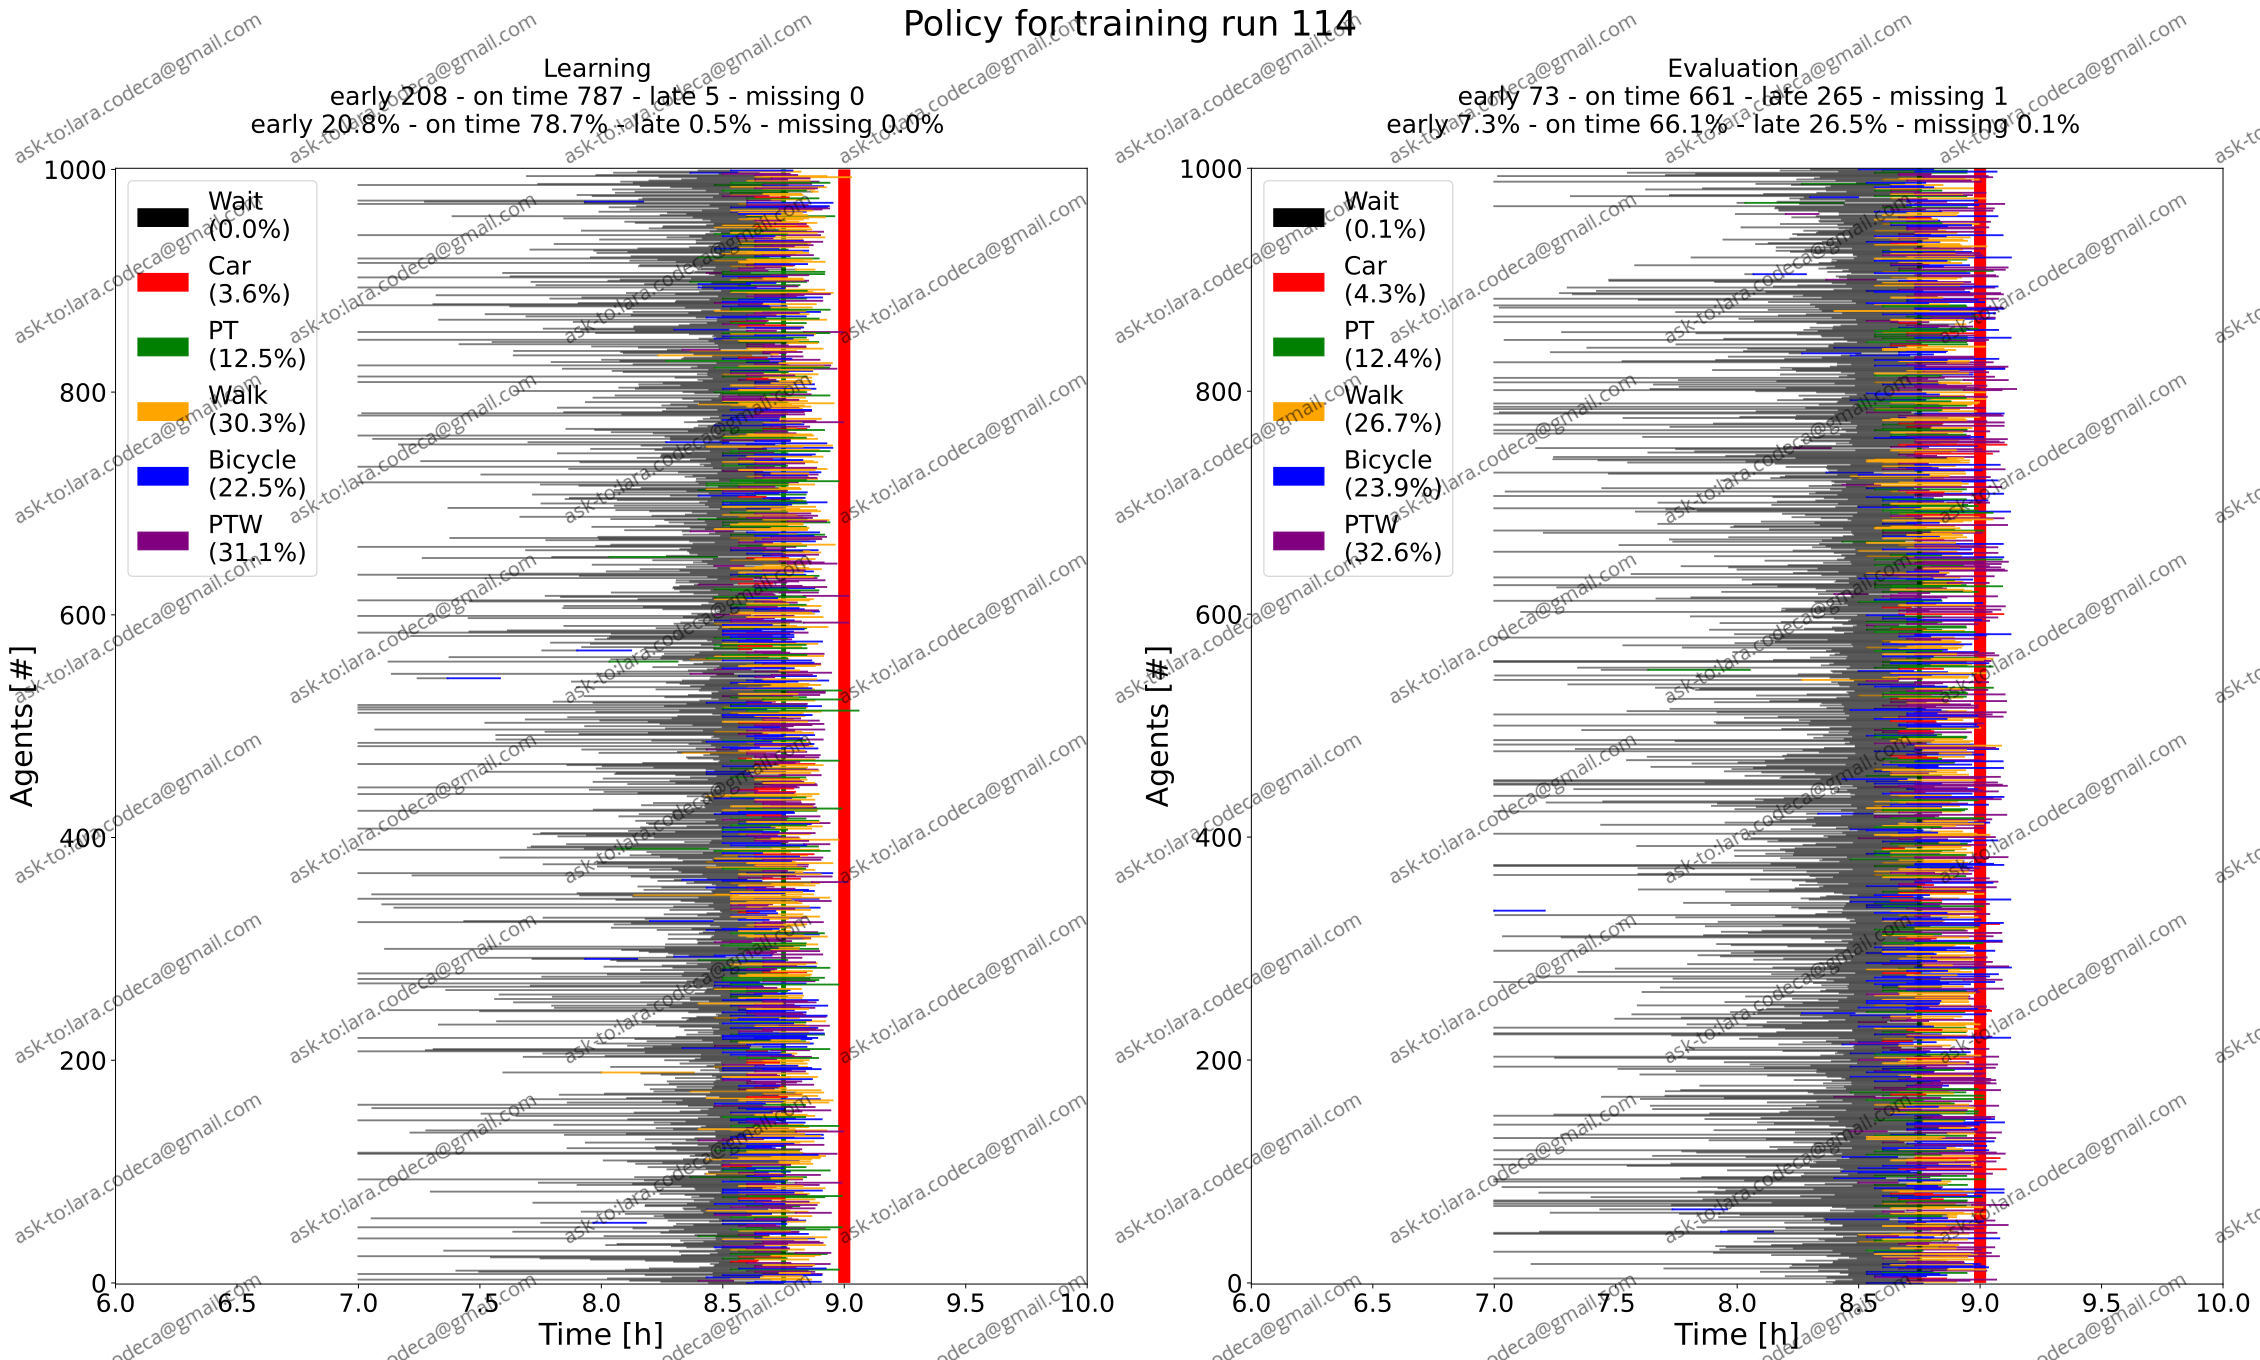 Policy for training run 114
Learning
early 208 - on time 787 - late 5 - missing 0
early 20.8% - on time 78.7% - late 0.5% - missing 0.0%
Wait
(0.0%)
Car
(3.6%)
PT
(12.5%)
Walk
(30.3%)
Bicycle
(22.5%)
PTW
(31.1%)
1000
800
600
400
200
0
Agents [#]
6.0 6.5 7.0 7.5 8.0 8.5 9.0 9.5 10.0
Time [h]
Evaluation
early 73 - on time 661 - late 265 - missing 1
early 7.3% - on time 66.1% - late 26.5% - missing 0.1%
Wait
(0.1%)
Car
(4.3%)
PT
(12.4%)
Walk
(26.7%)
Bicycle
(23.9%)
PTW
(32.6%)
1000
800
600
400
200
0
Agents [#]
6.0 6.5 7.0 7.5 8.0 8.5 9.0 9.5 10.0
Time [h]
ask-to:lara.codeca@gmail.com